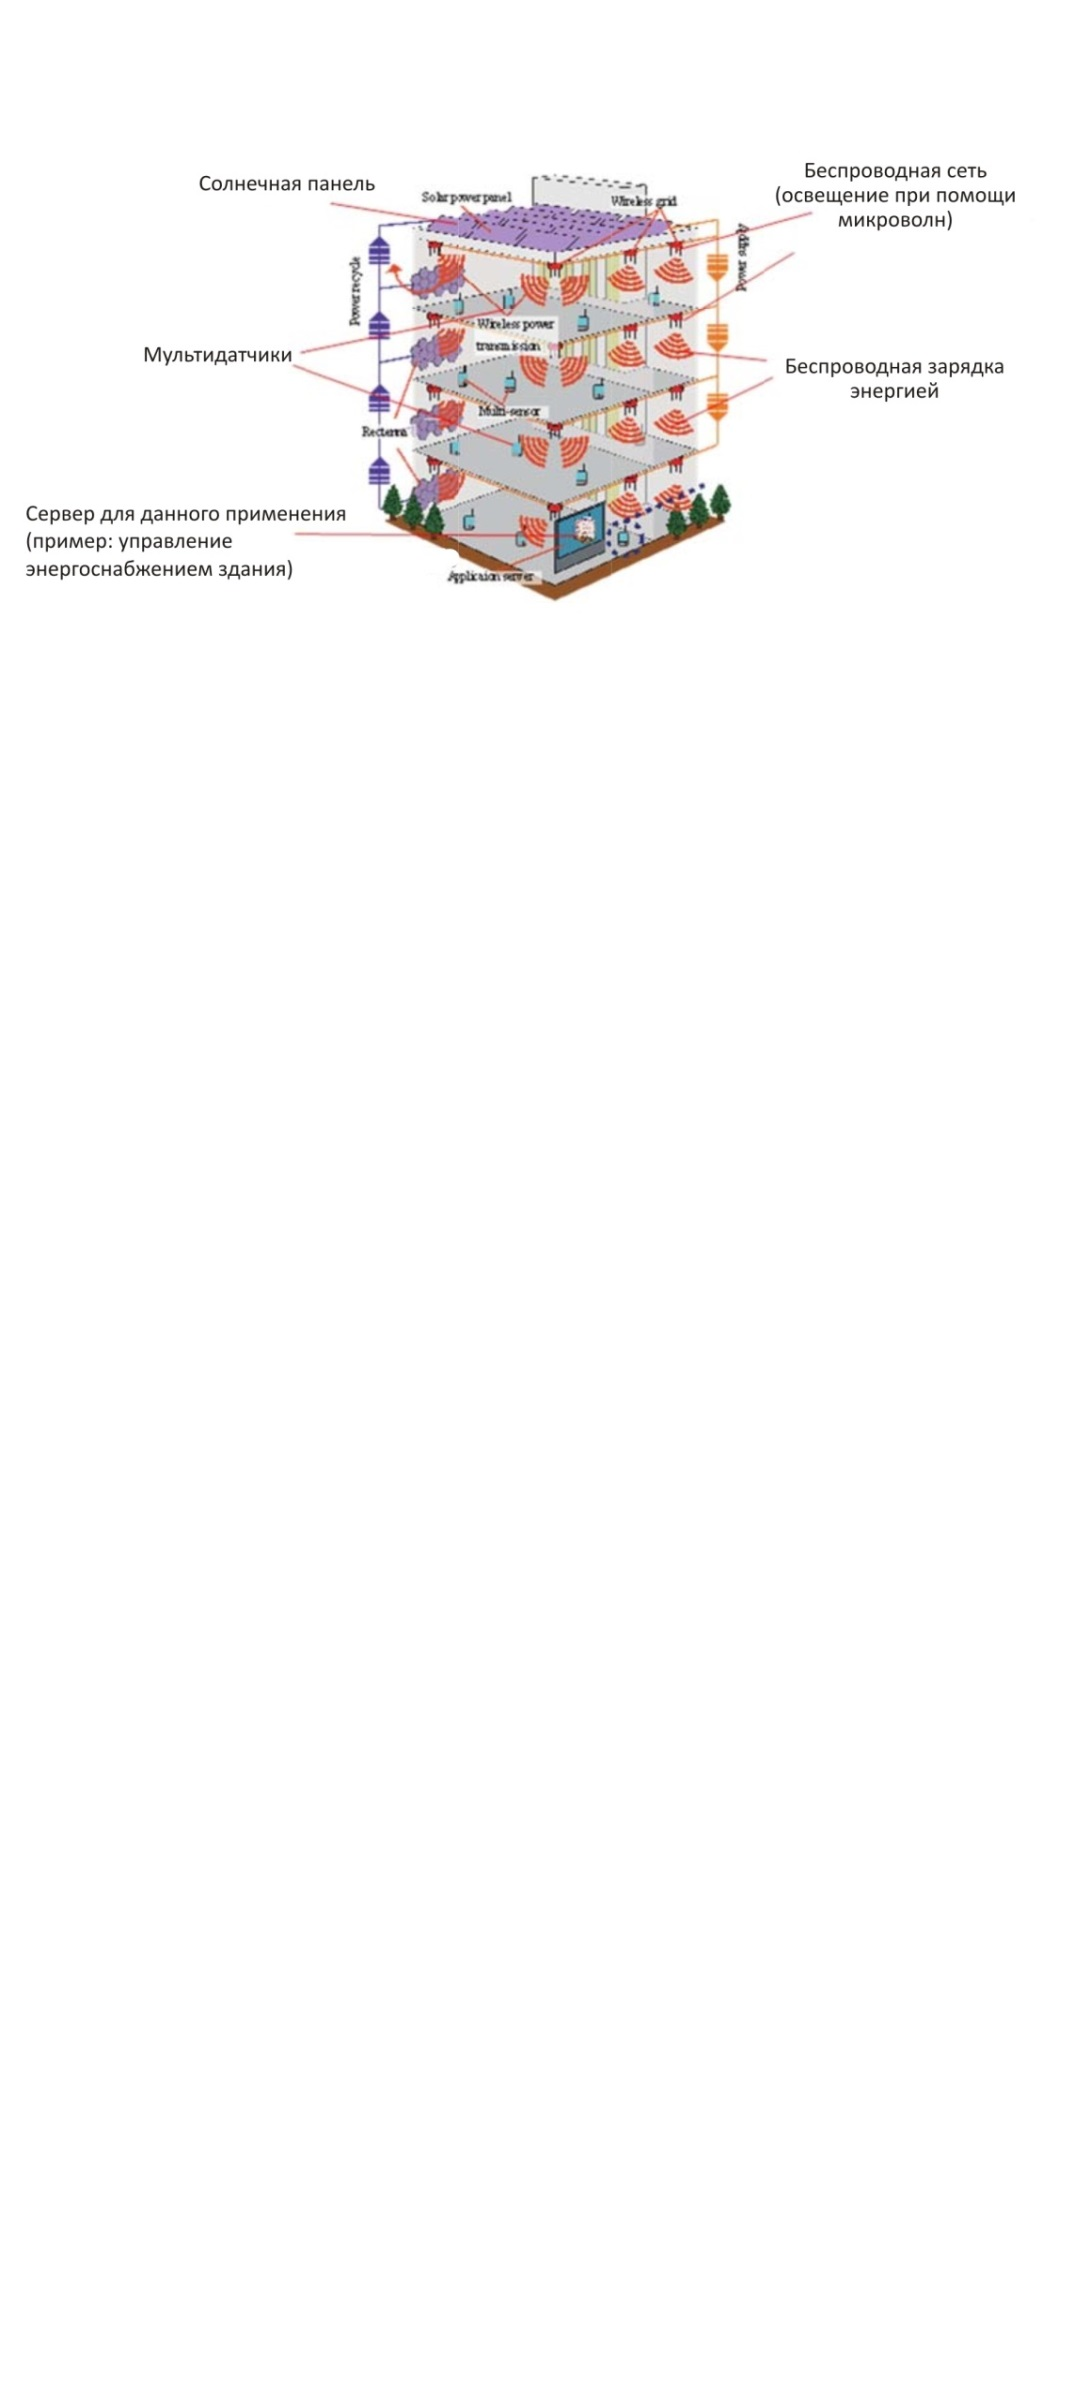 Солнечная панель
Беспроводная сеть
(освещение при помощи
микроволн)
Solar power panel
Wireless grid
Power supply
Power recycle
Wireless power
transmission
Мультидатчики
Беспроводная зарядка
энергией
Multi-sensor
Rectenna
Сервер для данного применения
(пример: управление
энергоснабжением здания)
Application server